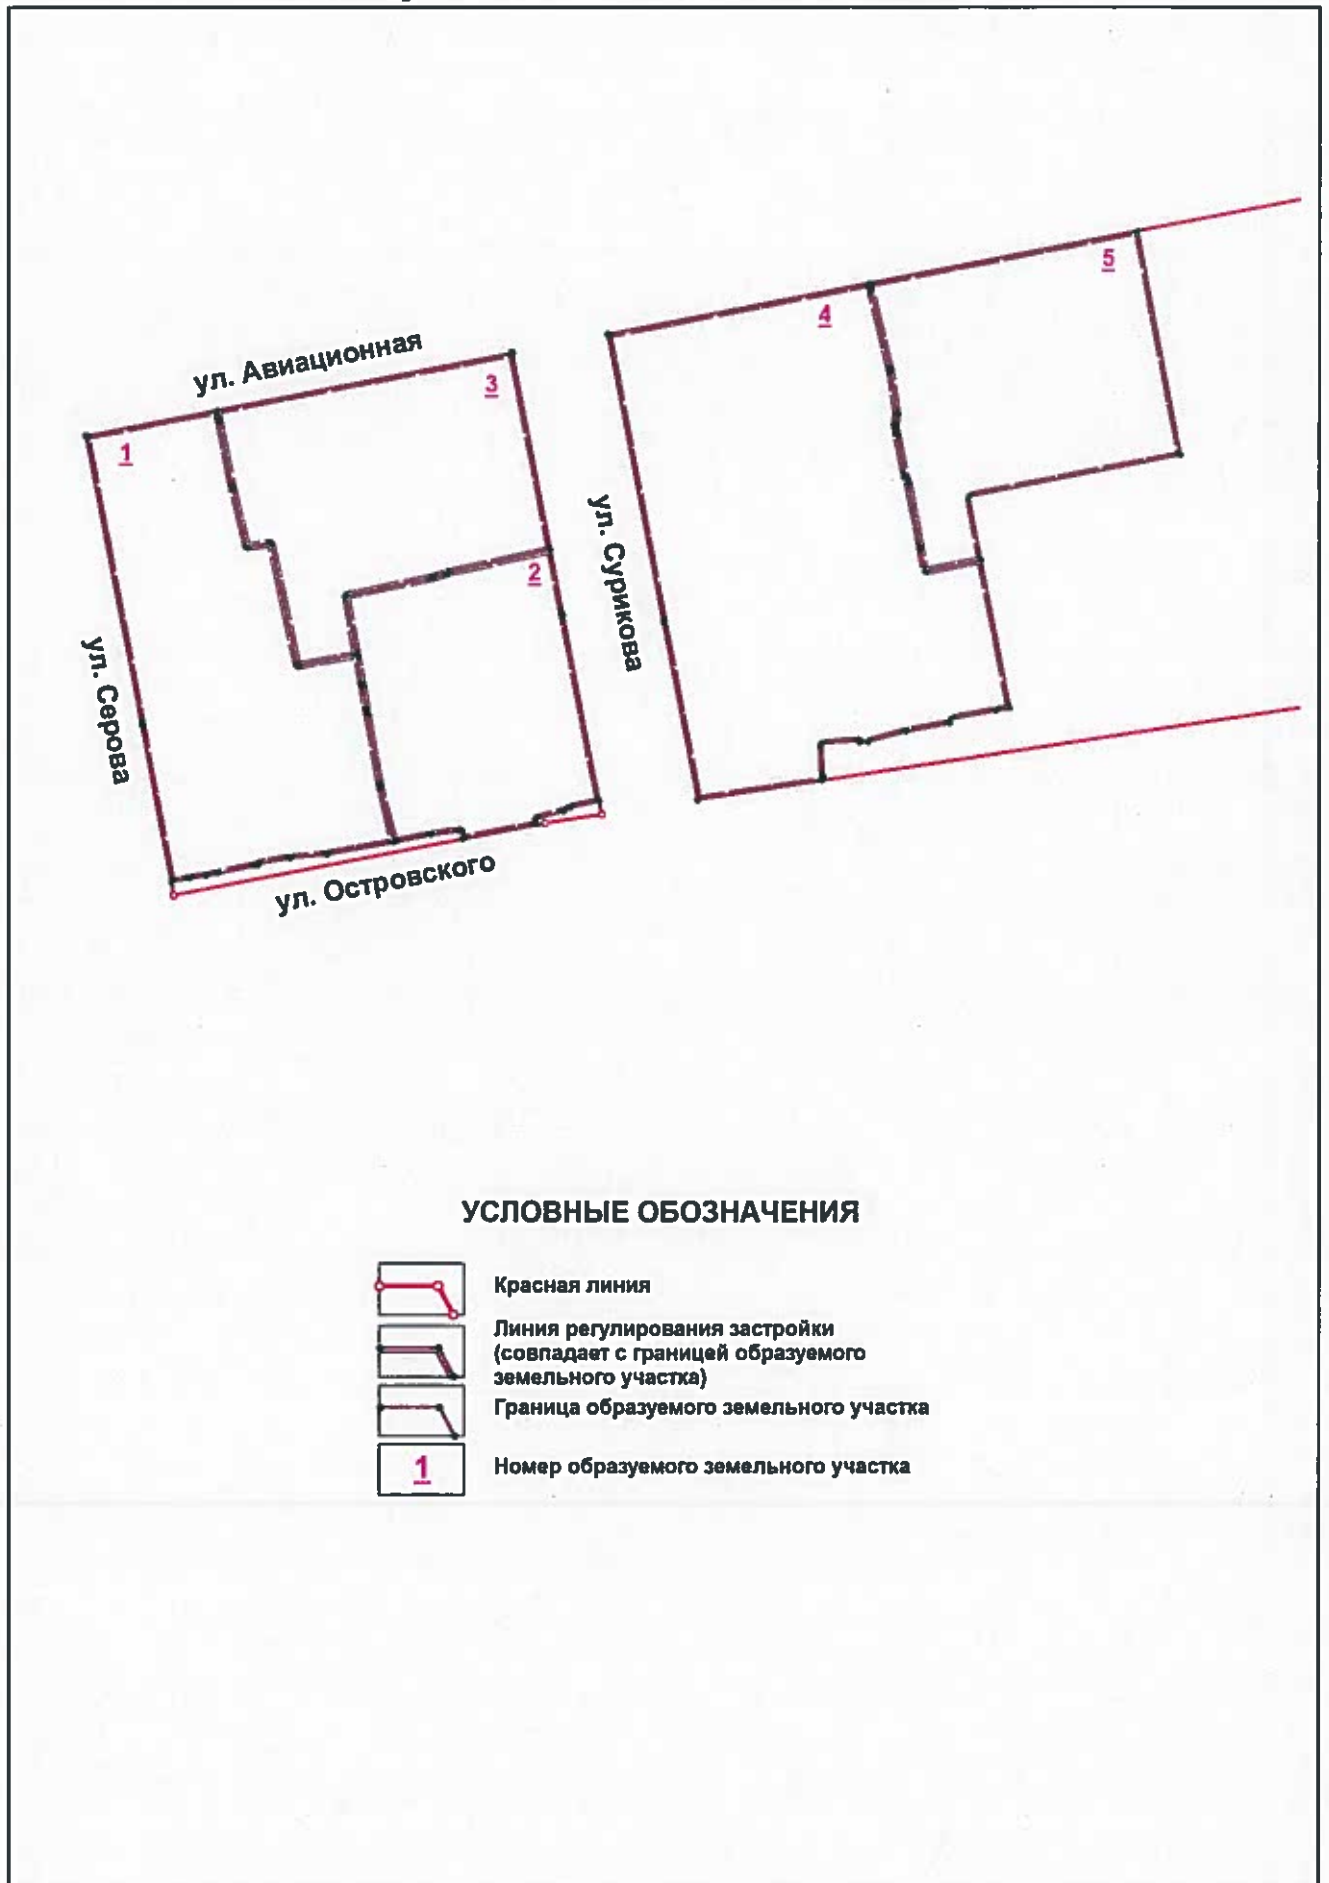 5
4
ул. Авиационная
3
1
ул. Сурикова
2
ул. Серова
ул. Островского
УСЛОВНЫЕ ОБОЗНАЧЕНИЯ
Красная линия
Линия регулирования застройки
(совпадает с границей образуемого
земельного участка)
Граница образуемого земельного участка
1
Номер образуемого земельного участка